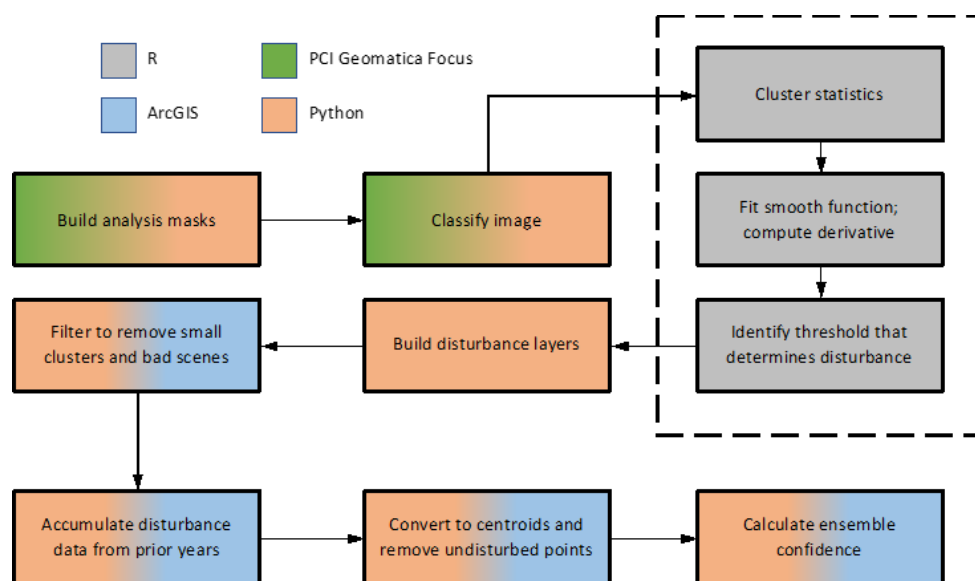 R
PCI Geomatica Focus
ArcGIS
Python
Cluster statistics
Build analysis masks
Classify image
Fit smooth function;
compute derivative
Filter to remove small
clusters and bad scenes
Build disturbance layers
Identify threshold that
determines disturbance
Accumulate disturbance
data from prior years
Convert to centroids and
remove undisturbed points
Calculate ensemble
confidence